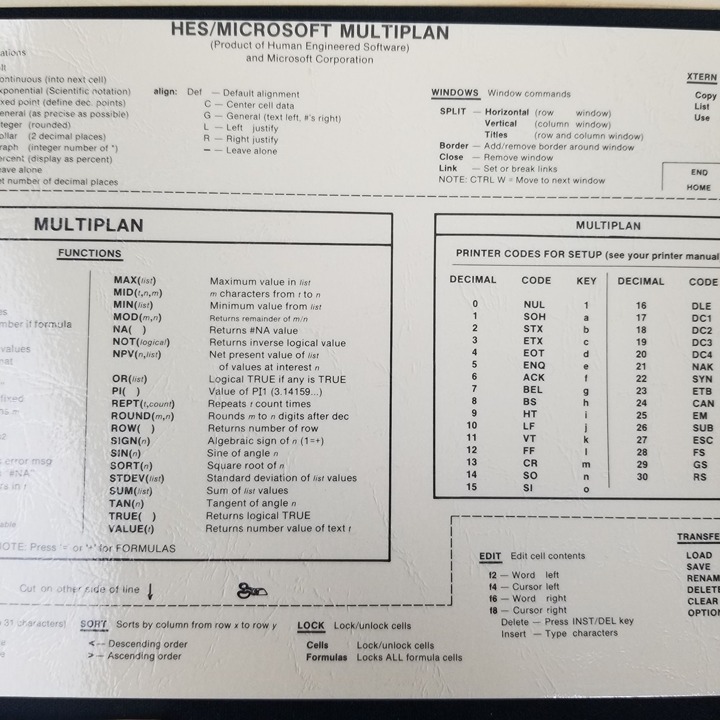 HES/MICROSOFT MULTIPLAN
(Product of Human Engineered Software)
and Microsoft Corporation
ations
ontinuous (into next cell)
xponential (Scientific notation)
ixed point (define dec. points)
eneral (as precise as possible)
teger (rounded)
ollar (2 decimal places)
raph (integer number of *)
ercent (display as percent)
eave alone
et number of decimal places
align: Def — Default alignment
C — Center cell data
G — General (text left, #'s right)
L — Left justify
R — Right justify
— — Leave alone
WINDOWS Window commands
SPLIT — Horizontal (row window)
Vertical (column window)
Titles (row and column window)
Border — Add/remove border around window
Close — Remove window
Link — Set or break links
NOTE: CTRL W = Move to next window
XTERN
Copy
List
Use
END
HOME
MULTIPLAN
FUNCTIONS
mber if formula
values
fixed
error msg
"#NA"
MAX(list) Maximum value in list
MID(t,n,m) m characters from t to n
MIN(list) Minimum value from list
MOD(m,n) Returns remainder of m/n
NA( ) Returns #NA value
NOT(logical) Returns inverse logical value
NPV(n,list) Net present value of list
of values at interest n
OR(list) Logical TRUE if any is TRUE
PI( ) Value of PI1 (3.14159...)
REPT(t,count) Repeats t count times
ROUND(m,n) Rounds m to n digits after dec
ROW( ) Returns number of row
SIGN(n) Algebraic sign of n (1=+)
SIN(n) Sine of angle n
SORT(n) Square root of n
STDEV(list) Standard deviation of list values
SUM(list) Sum of list values
TAN(n) Tangent of angle n
TRUE( ) Returns logical TRUE
VALUE(t) Returns number value of text t
NOTE: Press '=' or '+' for FORMULAS
MULTIPLAN
PRINTER CODES FOR SETUP (see your printer manual
DECIMAL CODE KEY DECIMAL CODE
0 NUL 1 16 DLE
1 SOH a 17 DC1
2 STX b 18 DC2
3 ETX c 19 DC3
4 EOT d 20 DC4
5 ENQ e 21 NAK
6 ACK f 22 SYN
7 BEL g 23 ETB
8 BS h 24 CAN
9 HT i 25 EM
10 LF j 26 SUB
11 VT k 27 ESC
12 FF l 28 FS
13 CR m 29 GS
14 SO n 30 RS
15 SI o
Cut on other side of line
31 characters)
SORT Sorts by column from row x to row y
< — Descending order
> — Ascending order
LOCK Lock/unlock cells
Cells Lock/unlock cells
Formulas Locks ALL formula cells
EDIT Edit cell contents
f2 — Word left
f4 — Cursor left
f6 — Word right
f8 — Cursor right
Delete — Press INST/DEL key
Insert — Type characters
TRANSFE
LOAD
SAVE
RENAM
DELETE
CLEAR
OPTION